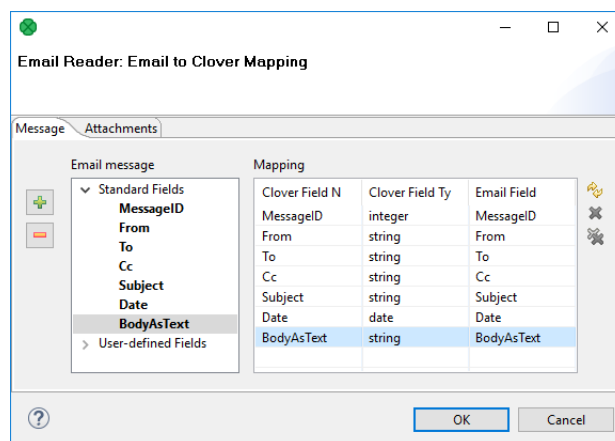 Email Reader: Email to Clover Mapping
Message Attachments
Email message
Standard Fields
MessageID
From
To
Cc
Subject
Date
BodyAsText
User-defined Fields
Mapping
Clover Field N Clover Field Ty Email Field
MessageID integer MessageID
From string From
To string To
Cc string Cc
Subject string Subject
Date date Date
BodyAsText string BodyAsText
OK Cancel